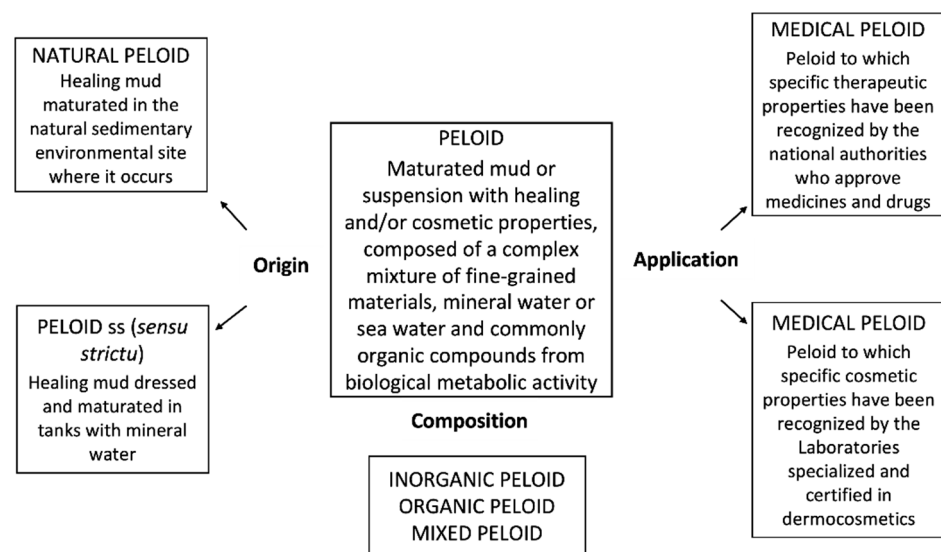 NATURAL PELOID
Healing mud
maturated in the
natural sedimentary
environmental site
where it occurs
Origin
PELOID ss (sensu
strictu)
Healing mud dressed
and maturated in
tanks with mineral
water
PELOID
Maturated mud or
suspension with healing
and/or cosmetic properties,
composed of a complex
mixture of fine-grained
materials, mineral water or
sea water and commonly
organic compounds from
biological metabolic activity
Composition
INORGANIC PELOID
ORGANIC PELOID
MIXED PELOID
MEDICAL PELOID
Peloid to which
specific therapeutic
properties have been
recognized by the
national authorities
who approve
medicines and drugs
Application
MEDICAL PELOID
Peloid to which
specific cosmetic
properties have been
recognized by the
Laboratories
specialized and
certified in
dermocosmetics